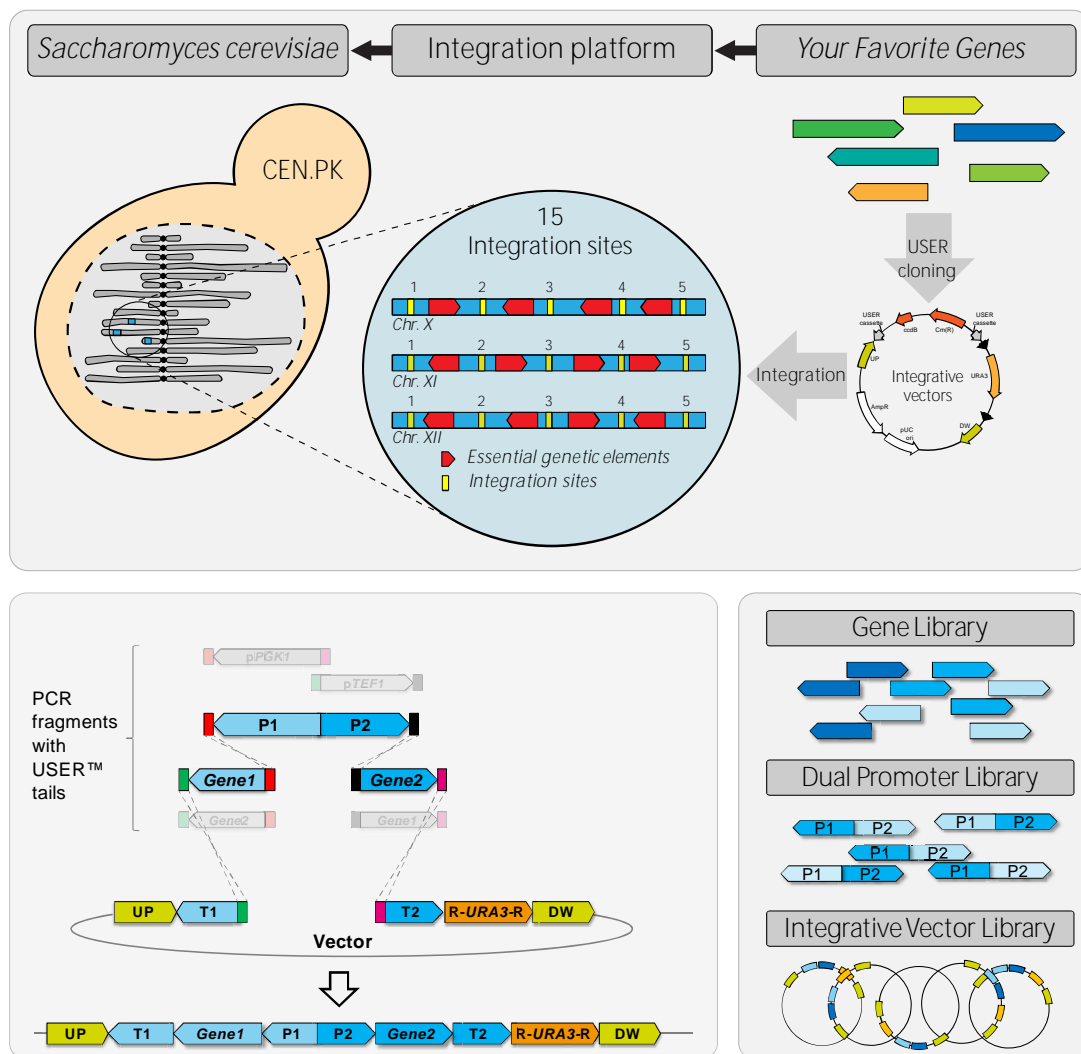 Saccharomyces cerevisiae
Integration platform
Your Favorite Genes
CEN.PK
15
Integration sites
1 2 3 4 5
Chr. X
1 2 3 4 5
Chr. XI
1 2 3 4 5
Chr. XII
Essential genetic elements
Integration sites
USER
cloning
Integration
USER
cassette
ccdB
Cm(R)
USER
cassette
UP
URA3
Integrative
vectors
AmpR
pUC
ori
DW
PCR
fragments
with
USER™
tails
pPGK1
pTEF1
P1 P2
Gene1 Gene2
Gene2 Gene1
UP T1 T2 R-URA3-R DW
Vector
UP T1 Gene1 P1 P2 Gene2 T2 R-URA3-R DW
Gene Library
Dual Promoter Library
P1 P2
P1 P2
P1 P2
P1 P2
P1 P2
Integrative Vector Library